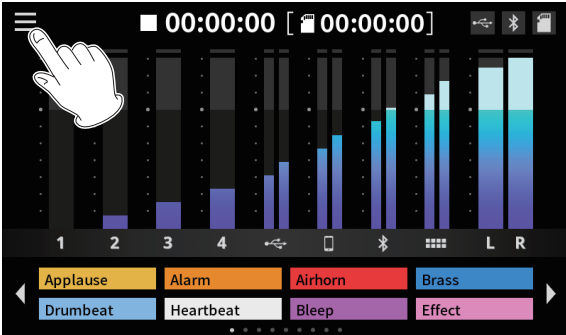 00:00:00 [ 00:00:00]
1 2 3 4 L R
Applause Alarm Airhorn Brass
Drumbeat Heartbeat Bleep Effect